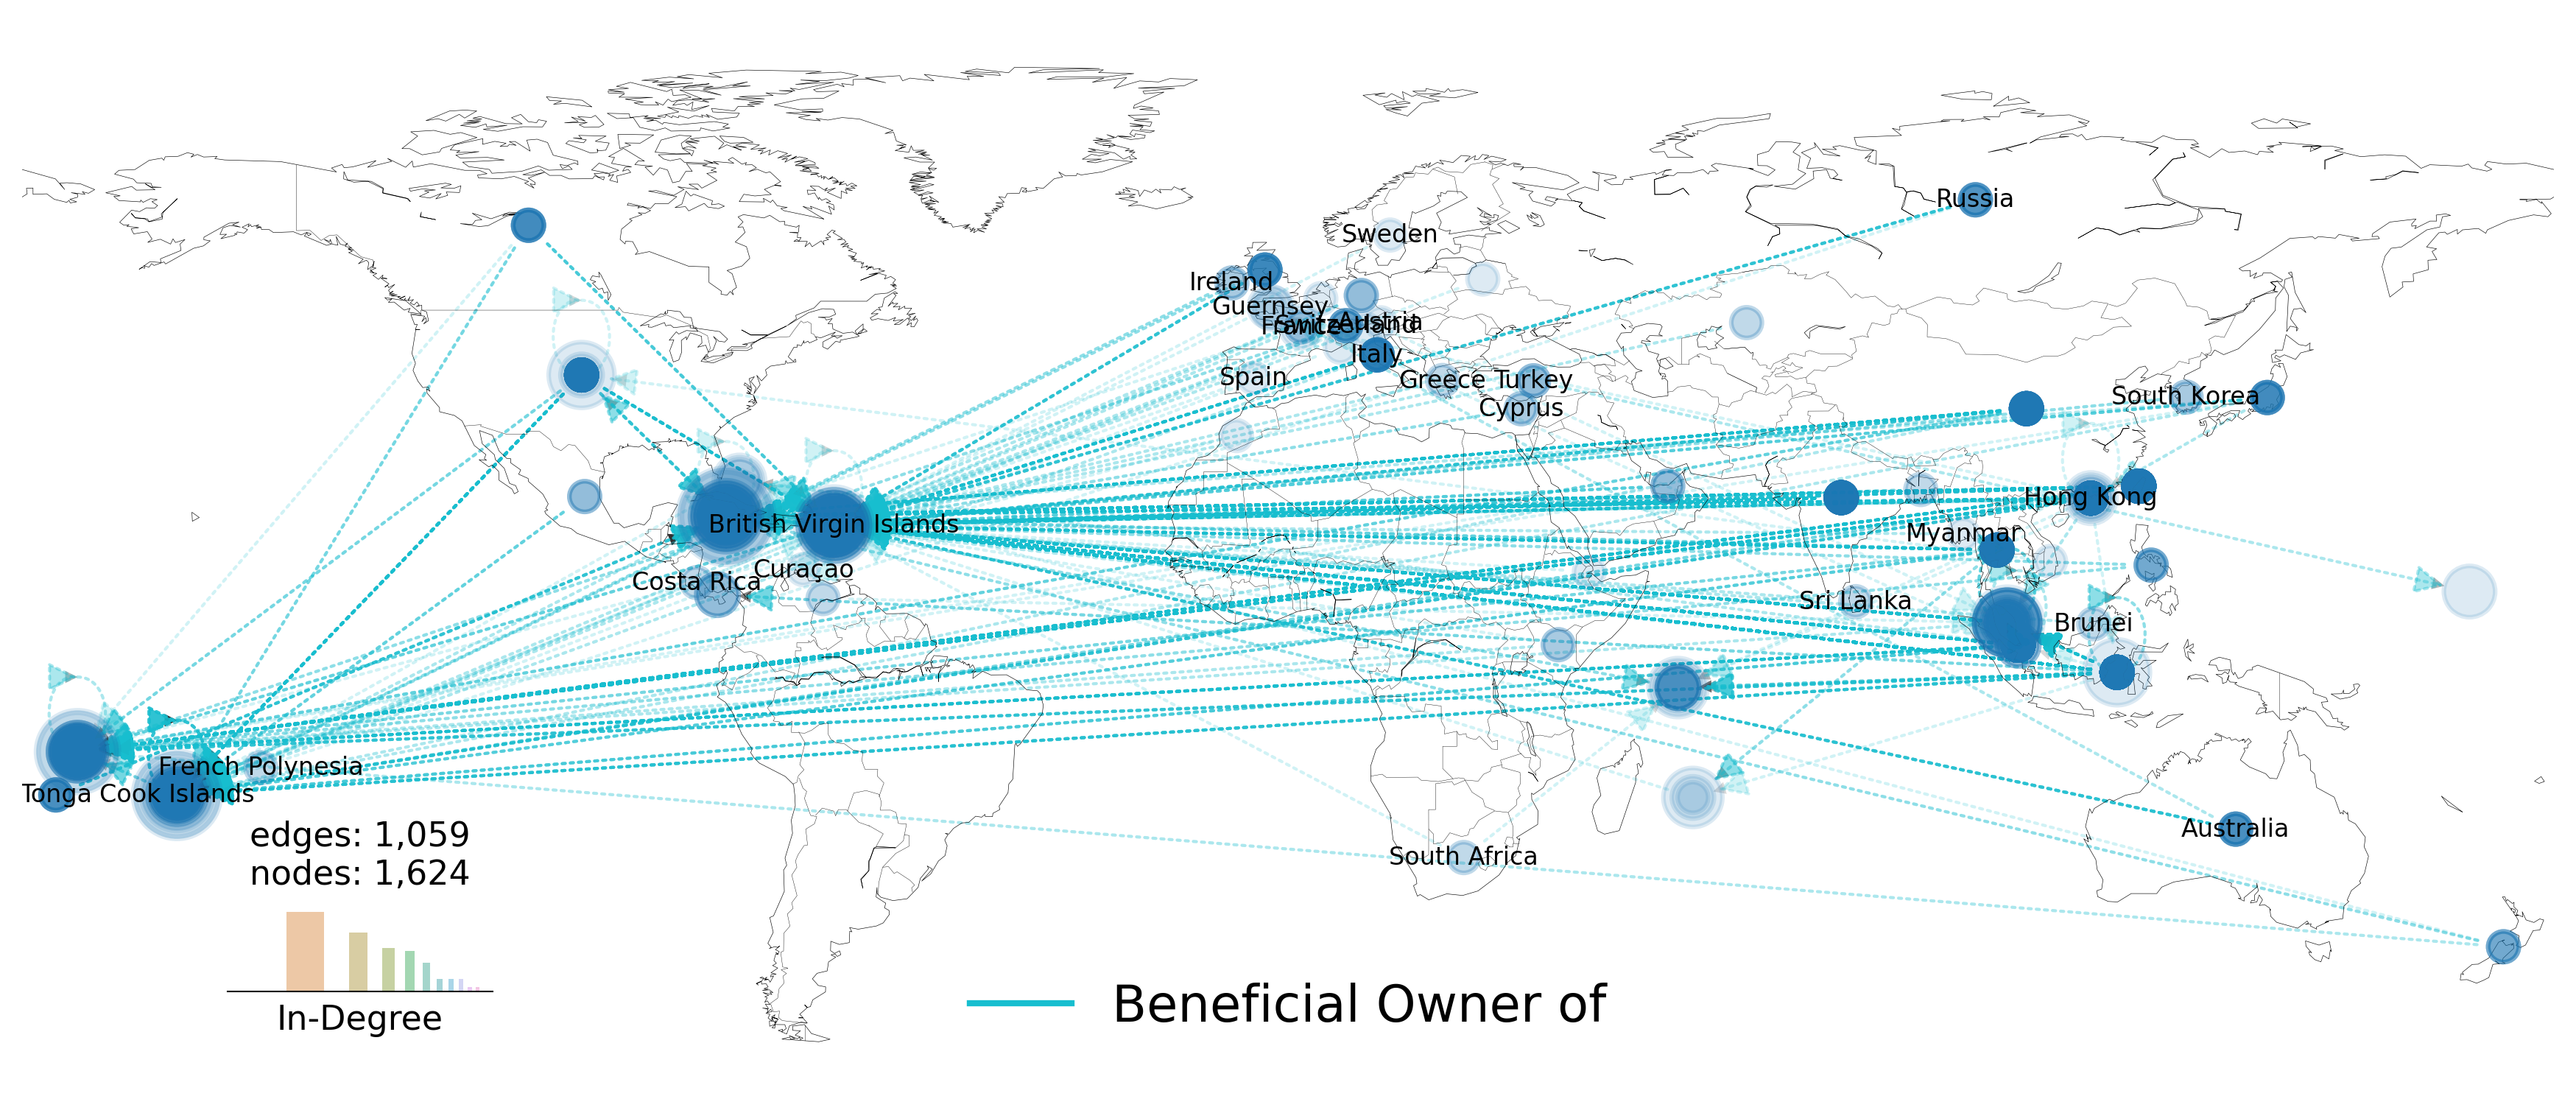 Russia
Sweden
Ireland
Guernsey
France
Switzerland
Austria
Italy
Spain
Greece
Turkey
Cyprus
South Korea
Hong Kong
British Virgin Islands
Myanmar
Curaçao
Costa Rica
Sri Lanka
Brunei
French Polynesia
Tonga
Cook Islands
Australia
South Africa
edges: 1,059
nodes: 1,624
In-Degree
Beneficial Owner of